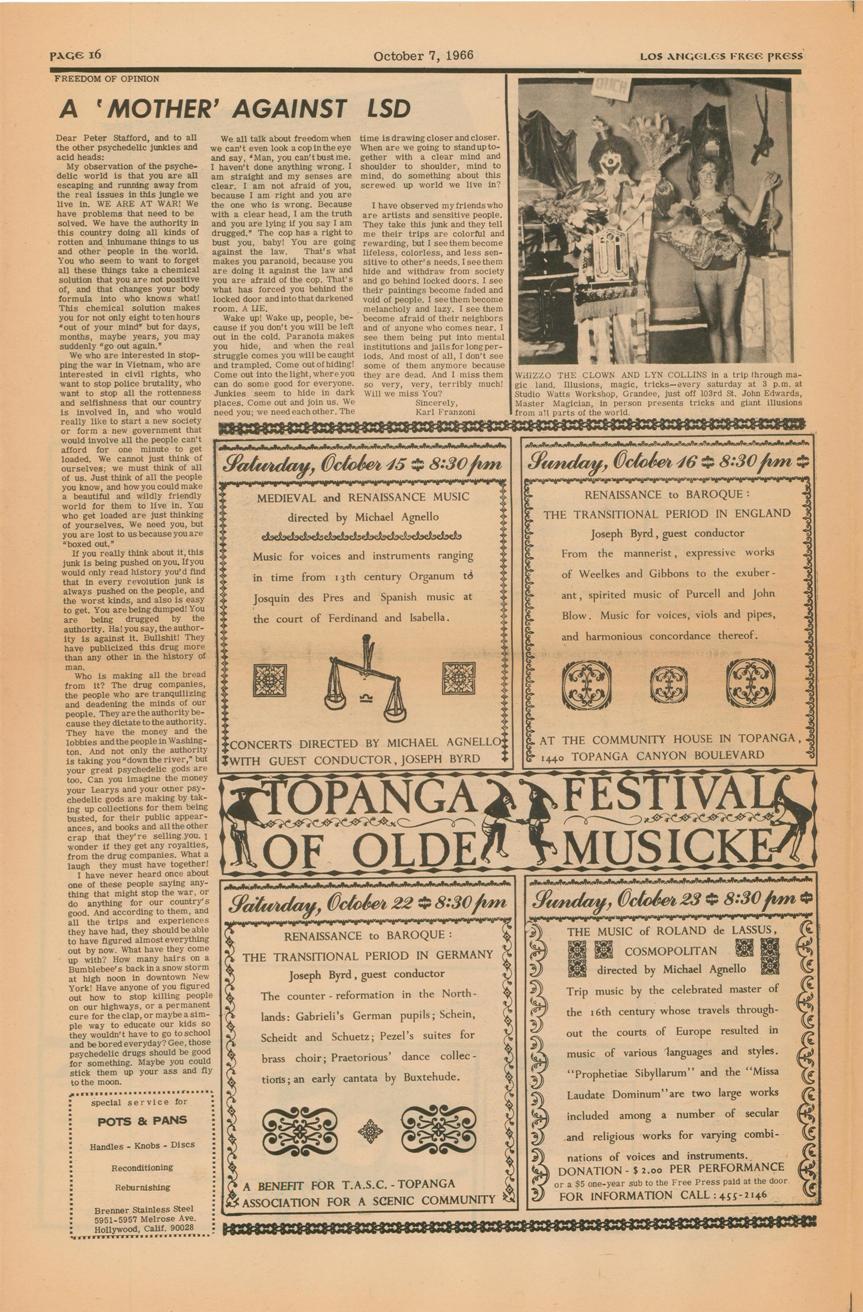 PAGE 16
October 7, 1966
LOS ANGELES FREE PRESS
FREEDOM OF OPINION
A 'MOTHER' AGAINST LSD
Dear Peter Stafford, and to all
the other psychedelic junkies and
acid heads:
My observation of the psyche-
delic world is that you are all
escaping and running away from
the real issues in this jungle we
live in. WE ARE AT WAR! We
have problems that need to be
solved. We have the authority in
this country doing all kinds of
rotten and inhumane things to us
and other people in the world.
You who seem to want to forget
all these things take a chemical
solution that you are not positive
of, and that changes your body
formula into who knows what!
This chemical solution makes
you for not only eight to ten hours
"out of your mind" but for days,
months, maybe years, you may
suddenly "go out again."
We who are interested in stop-
ping the war in Vietnam, who are
interested in civil rights, who
want to stop police brutality, who
want to stop all the rottenness
and selfishness that our country
is involved in, and who would
really like to start a new society
or form a new government that
would involve all the people can't
afford for one minute to get
loaded. We cannot just think of
ourselves; we must think of all
of us. Just think of all the people
you know, and how you could make
a beautiful and wildly friendly
world for them to live in. You
who get loaded are just thinking
of yourselves. We need you, but
you are lost to us because you are
"boxed out."
If you really think about it, this
junk is being pushed on you. If you
would only read history you'd find
that in every revolution junk is
always pushed on the people, and
the worst kinds, and also is easy
to get. You are being dumped! You
are being drugged by the
authority. Ha! you say, the author-
ity is against it. Bullshit! They
have publicized this drug more
than any other in the history of
man.
Who is making all the bread
from it? The drug companies,
the people who are tranquilizing
and deadening the minds of our
people. They are the authority be-
cause they dictate to the authority.
They have the money and the
lobbies and the people in Washing-
ton. And not only the authority
is taking you "down the river," but
your great psychedelic gods are
too. Can you imagine the money
your Learys and your other psy-
chedelic gods are making by tak-
ing up collections for them being
busted, for their public appear-
ances, and books and all the other
crap that they're selling you. I
wonder if they get any royalties,
from the drug companies. What a
laugh they must have together!
I have never heard once about
one of these people saying any-
thing that might stop the war, or
do anything for our country's
good. And according to them, and
all the trips and experiences
they have had, they should be able
to have figured almost everything
out by now. What have they come
up with? How many hairs on a
Bumblebee's back in a snow storm
at high noon in downtown New
York! Have anyone of you figured
out how to stop killing people
on our highways, or a permanent
cure for the clap, or maybe a sim-
ple way to educate our kids so
they wouldn't have to go to school
and be bored everyday? Gee, those
psychedelic drugs should be good
for something. Maybe you could
stick them up your ass and fly
to the moon.
We all talk about freedom when
we can't even look a cop in the eye
and say, "Man, you can't bust me.
I haven't done anything wrong. I
am straight and my senses are
clear. I am not afraid of you,
because I am right and you are
the one who is wrong. Because
with a clear head, I am the truth
and you are lying if you say I am
drugged." The cop has a right to
bust you, baby! You are going
against the law. That's what
makes you paranoid, because you
are doing it against the law and
you are afraid of the cop. That's
what has forced you behind the
locked door and into that darkened
room. A LIE.
Wake up! Wake up, people, be-
cause if you don't you will be left
out in the cold. Paranoia makes
you hide, and when the real
struggle comes you will be caught
and trampled. Come out of hiding!
Come out into the light, where you
can do some good for everyone.
Junkies seem to hide in dark
places. Come out and join us. We
need you; we need each other. The
time is drawing closer and closer.
When are we going to stand up to-
gether with a clear mind and
shoulder to shoulder, mind to
mind, do something about this
screwed up world we live in?
I have observed my friends who
are artists and sensitive people.
They take this junk and they tell
me their trips are colorful and
rewarding, but I see them become
lifeless, colorless, and less sen-
sitive to other's needs. I see them
hide and withdraw from society
and go behind locked doors. I see
their paintings become faded and
void of people. I see them become
melancholy and lazy. I see them
become afraid of their neighbors
and of anyone who comes near. I
see them being put into mental
institutions and jails for long per-
iods. And most of all, I don't see
some of them anymore because
they are dead. And I miss them
so very, very, terribly much!
Will we miss You?
Sincerely,
Karl Franzoni
OUCH
WHIZZO THE CLOWN AND LYN COLLINS in a trip through ma-
gic land. Illusions, magic, tricks—every saturday at 3 p.m. at
Studio Watts Workshop, Grandee, just off 103rd St. John Edwards,
Master Magician, in person presents tricks and giant illusions
from all parts of the world.
Saturday, October 15 8:30 pm
MEDIEVAL and RENAISSANCE MUSIC
directed by Michael Agnello
Music for voices and instruments ranging
in time from 13th century Organum to
Josquin des Pres and Spanish music at
the court of Ferdinand and Isabella.
CONCERTS DIRECTED BY MICHAEL AGNELLO
WITH GUEST CONDUCTOR, JOSEPH BYRD
Sunday, October 16 8:30 pm
RENAISSANCE to BAROQUE:
THE TRANSITIONAL PERIOD IN ENGLAND
Joseph Byrd, guest conductor
From the mannerist, expressive works
of Weelkes and Gibbons to the exuber-
ant, spirited music of Purcell and John
Blow. Music for voices, viols and pipes,
and harmonious concordance thereof.
AT THE COMMUNITY HOUSE IN TOPANGA,
1440 TOPANGA CANYON BOULEVARD
TOPANGA FESTIVAL
OF OLDE MUSICKE
Saturday, October 22 8:30 pm
RENAISSANCE to BAROQUE:
THE TRANSITIONAL PERIOD IN GERMANY
Joseph Byrd, guest conductor
The counter-reformation in the North-
lands: Gabrieli's German pupils; Schein,
Scheidt and Schuetz; Pezel's suites for
brass choir; Praetorious' dance collec-
tions; an early cantata by Buxtehude.
A BENEFIT FOR T.A.S.C. - TOPANGA
ASSOCIATION FOR A SCENIC COMMUNITY
Sunday, October 23 8:30 pm
THE MUSIC of ROLAND de LASSUS,
COSMOPOLITAN
directed by Michael Agnello
Trip music by the celebrated master of
the 16th century whose travels through-
out the courts of Europe resulted in
music of various languages and styles.
"Prophetiae Sibyllarum" and the "Missa
Laudate Dominum" are two large works
included among a number of secular
and religious works for varying combi-
nations of voices and instruments.
DONATION - $2.00 PER PERFORMANCE
or a $5 one-year sub to the Free Press paid at the door
FOR INFORMATION CALL: 455-2146
special service for
POTS & PANS
Handles - Knobs - Discs
Reconditioning
Reburnishing
Brenner Stainless Steel
5951-5957 Melrose Ave.
Hollywood, Calif. 90028